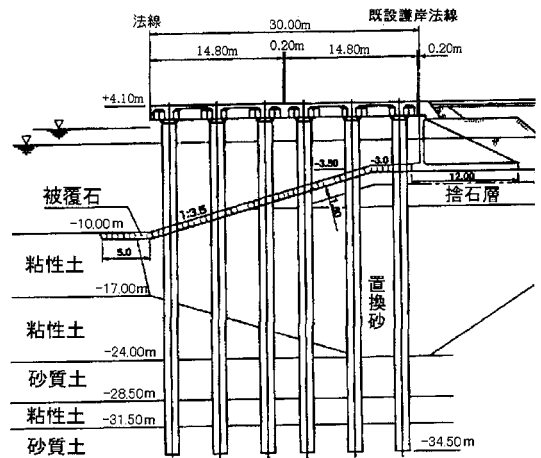 法線
30.00m
既設護岸法線
14.80m
0.20m
14.80m
0.20m
+4.10m
-3.80
-3.0
12.00
被覆石
1:3.5
捨石層
-10.00m
5.0
粘性土
置換砂
-17.00m
粘性土
-24.00m
砂質土
-28.50m
粘性土
-31.50m
砂質土
-34.50m